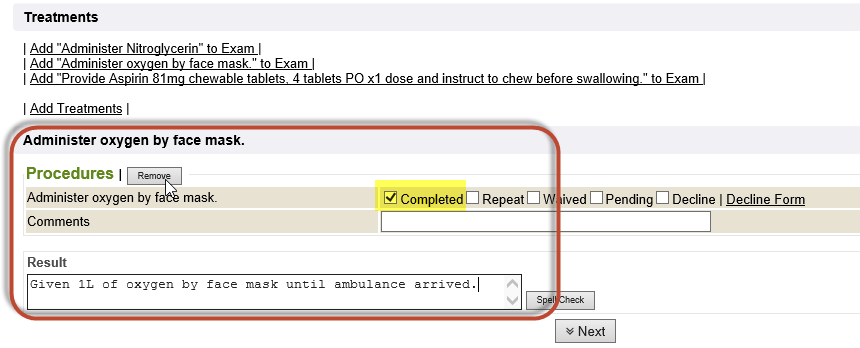 Treatments
| Add "Administer Nitroglycerin" to Exam |
| Add "Administer oxygen by face mask." to Exam |
| Add "Provide Aspirin 81mg chewable tablets, 4 tablets PO x1 dose and instruct to chew before swallowing." to Exam |
| Add Treatments |
Administer oxygen by face mask.
Procedures | Remove
Administer oxygen by face mask. Completed Repeat Waived Pending Decline | Decline Form
Comments
Result
Given 1L of oxygen by face mask until ambulance arrived.
Spell Check
Next